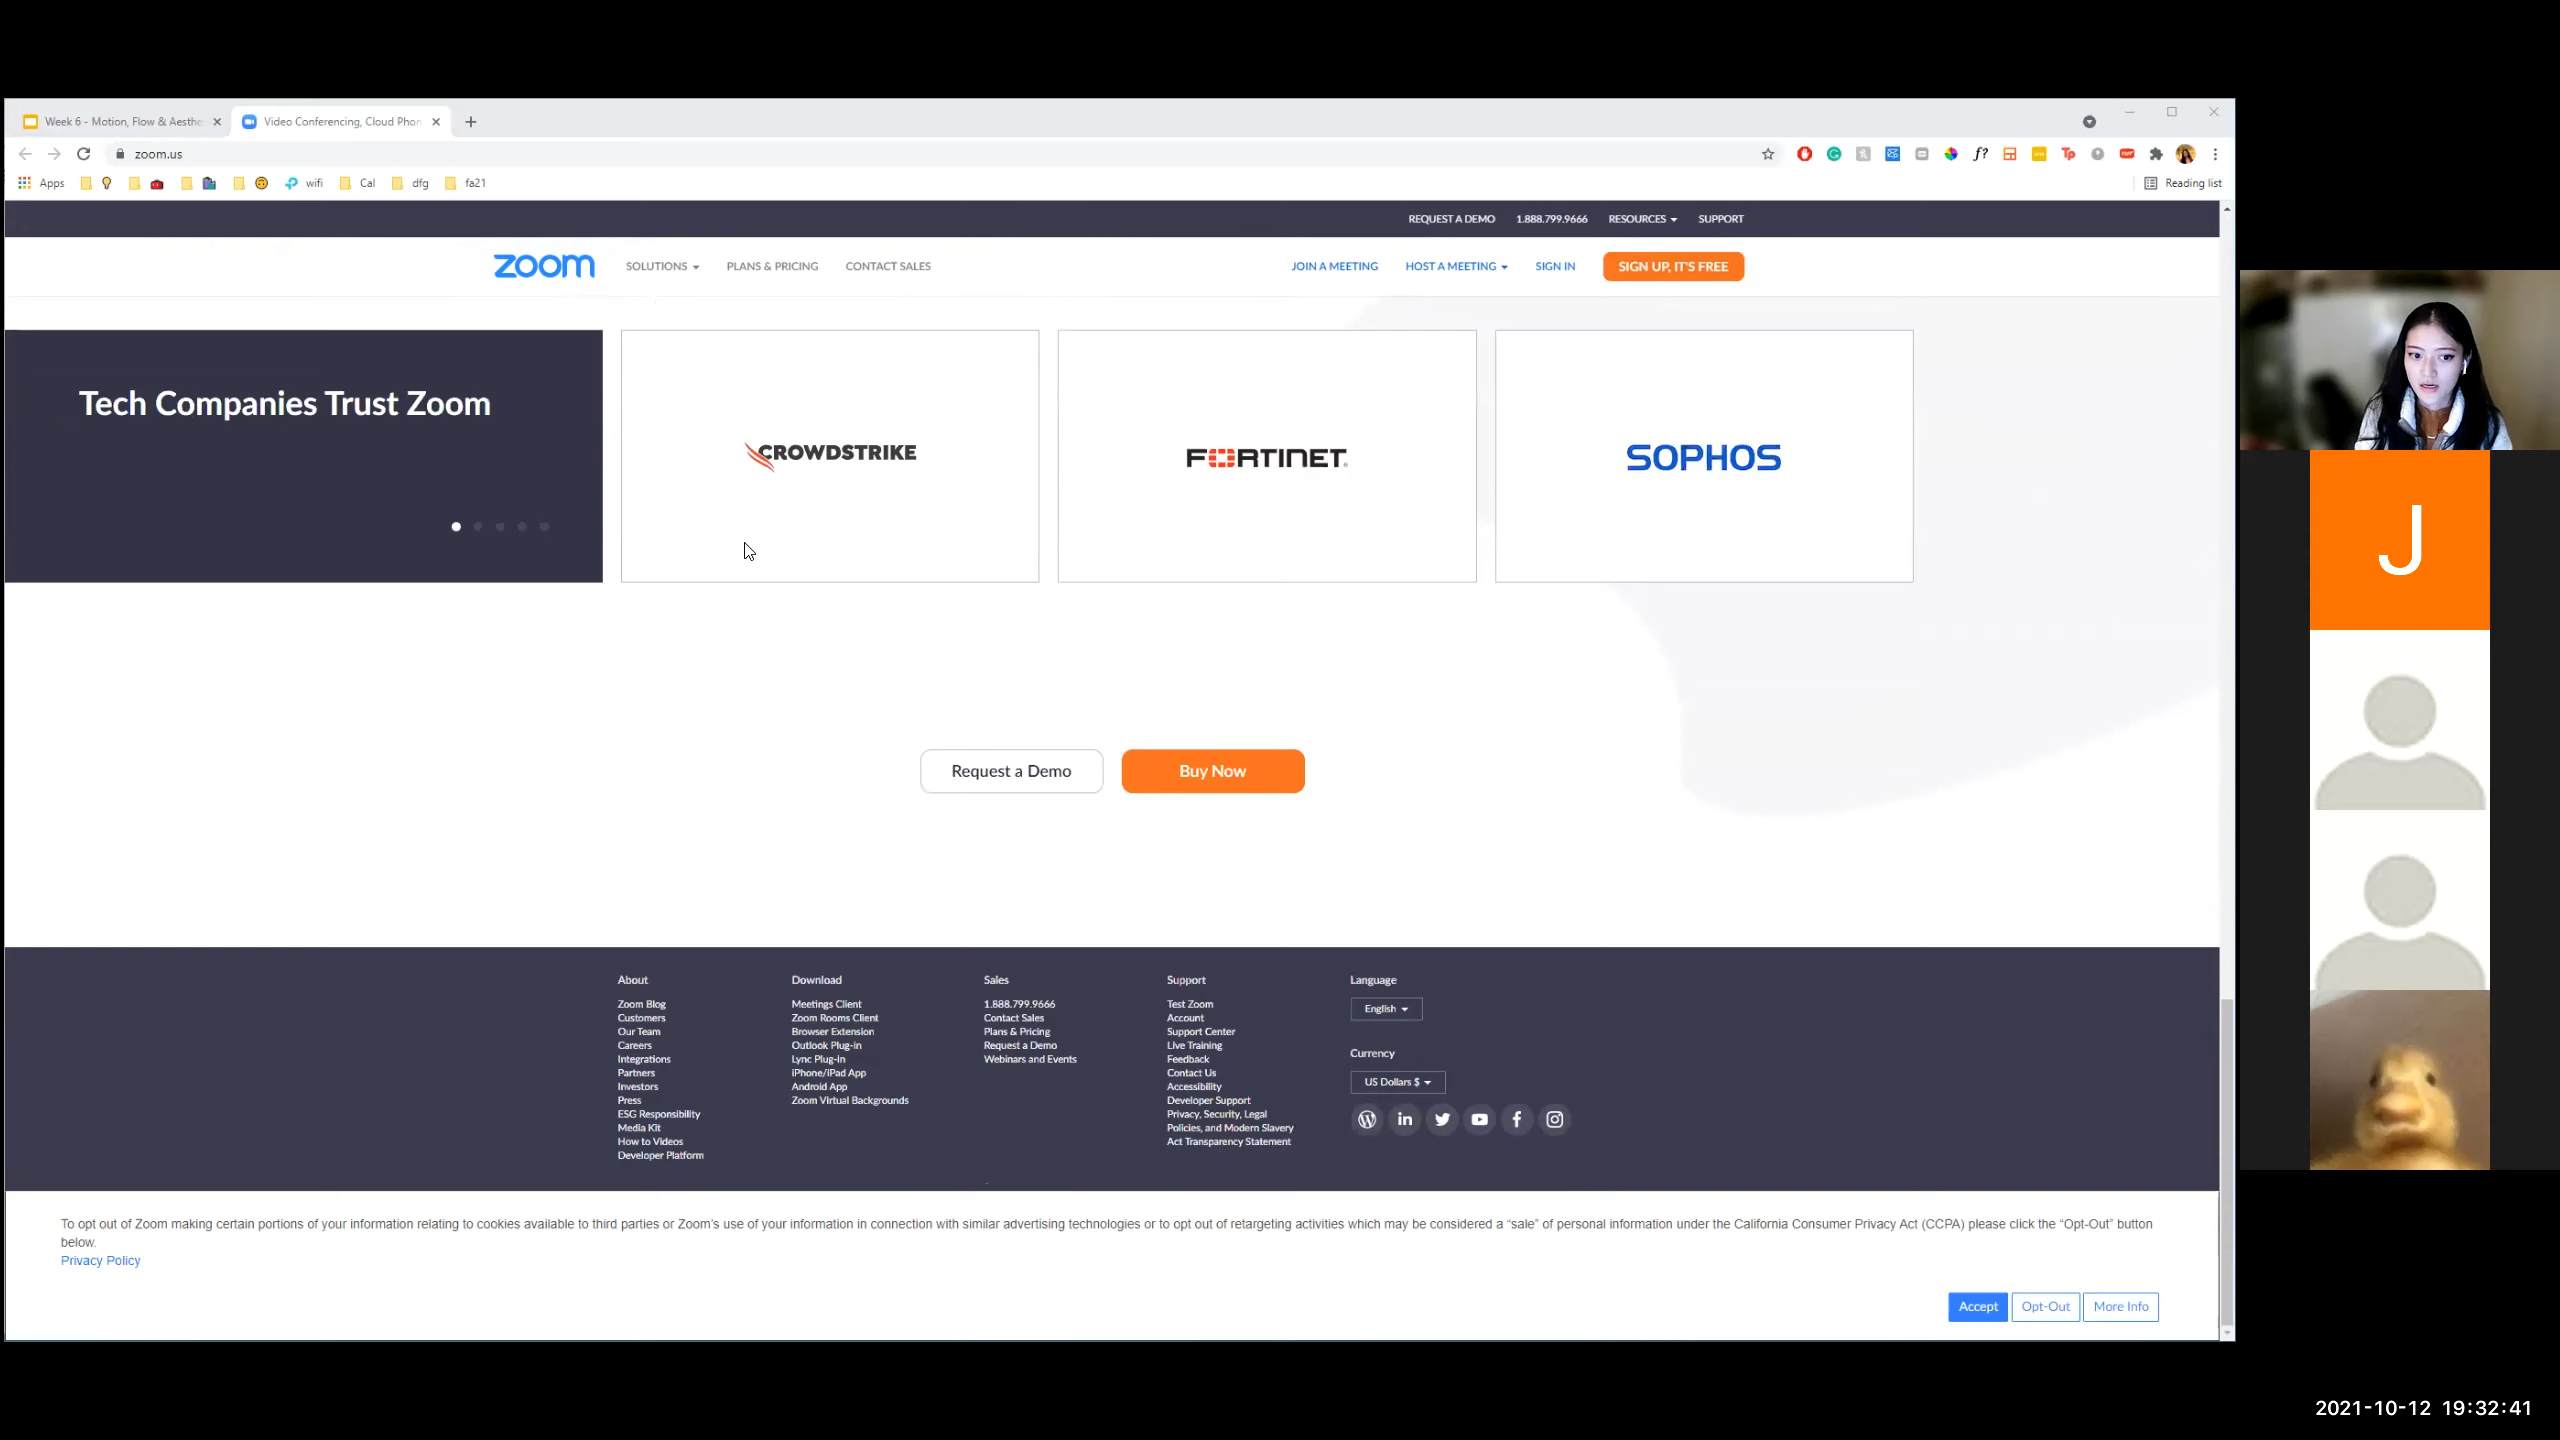 Week 6 - Motion, Flow & Aesthe
Video Conferencing, Cloud Phon
zoom.us
f?
Tp
Apps
wifi
Cal
dfg
fa21
Reading list
REQUEST A DEMO
1.888.799.9666
RESOURCES
SUPPORT
zoom
SOLUTIONS
PLANS & PRICING
CONTACT SALES
JOIN A MEETING
HOST A MEETING
SIGN IN
SIGN UP, IT'S FREE
Tech Companies Trust Zoom
CROWDSTRIKE
FORTINET
SOPHOS
J
Request a Demo
Buy Now
About
Zoom Blog
Customers
Our Team
Careers
Integrations
Partners
Investors
Press
ESG Responsibility
Media Kit
How to Videos
Developer Platform
Download
Meetings Client
Zoom Rooms Client
Browser Extension
Outlook Plug-in
Lync Plug-in
iPhone/iPad App
Android App
Zoom Virtual Backgrounds
Sales
1.888.799.9666
Contact Sales
Plans & Pricing
Request a Demo
Webinars and Events
Support
Test Zoom
Account
Support Center
Live Training
Feedback
Contact Us
Accessibility
Developer Support
Privacy, Security, Legal
Policies, and Modern Slavery
Act Transparency Statement
Language
English
Currency
US Dollars $
To opt out of Zoom making certain portions of your information relating to cookies available to third parties or Zoom's use of your information in connection with similar advertising technologies or to opt out of retargeting activities which may be considered a "sale" of personal information under the California Consumer Privacy Act (CCPA) please click the "Opt-Out" button
below.
Privacy Policy
Accept
Opt-Out
More Info
2021-10-12 19:32:41